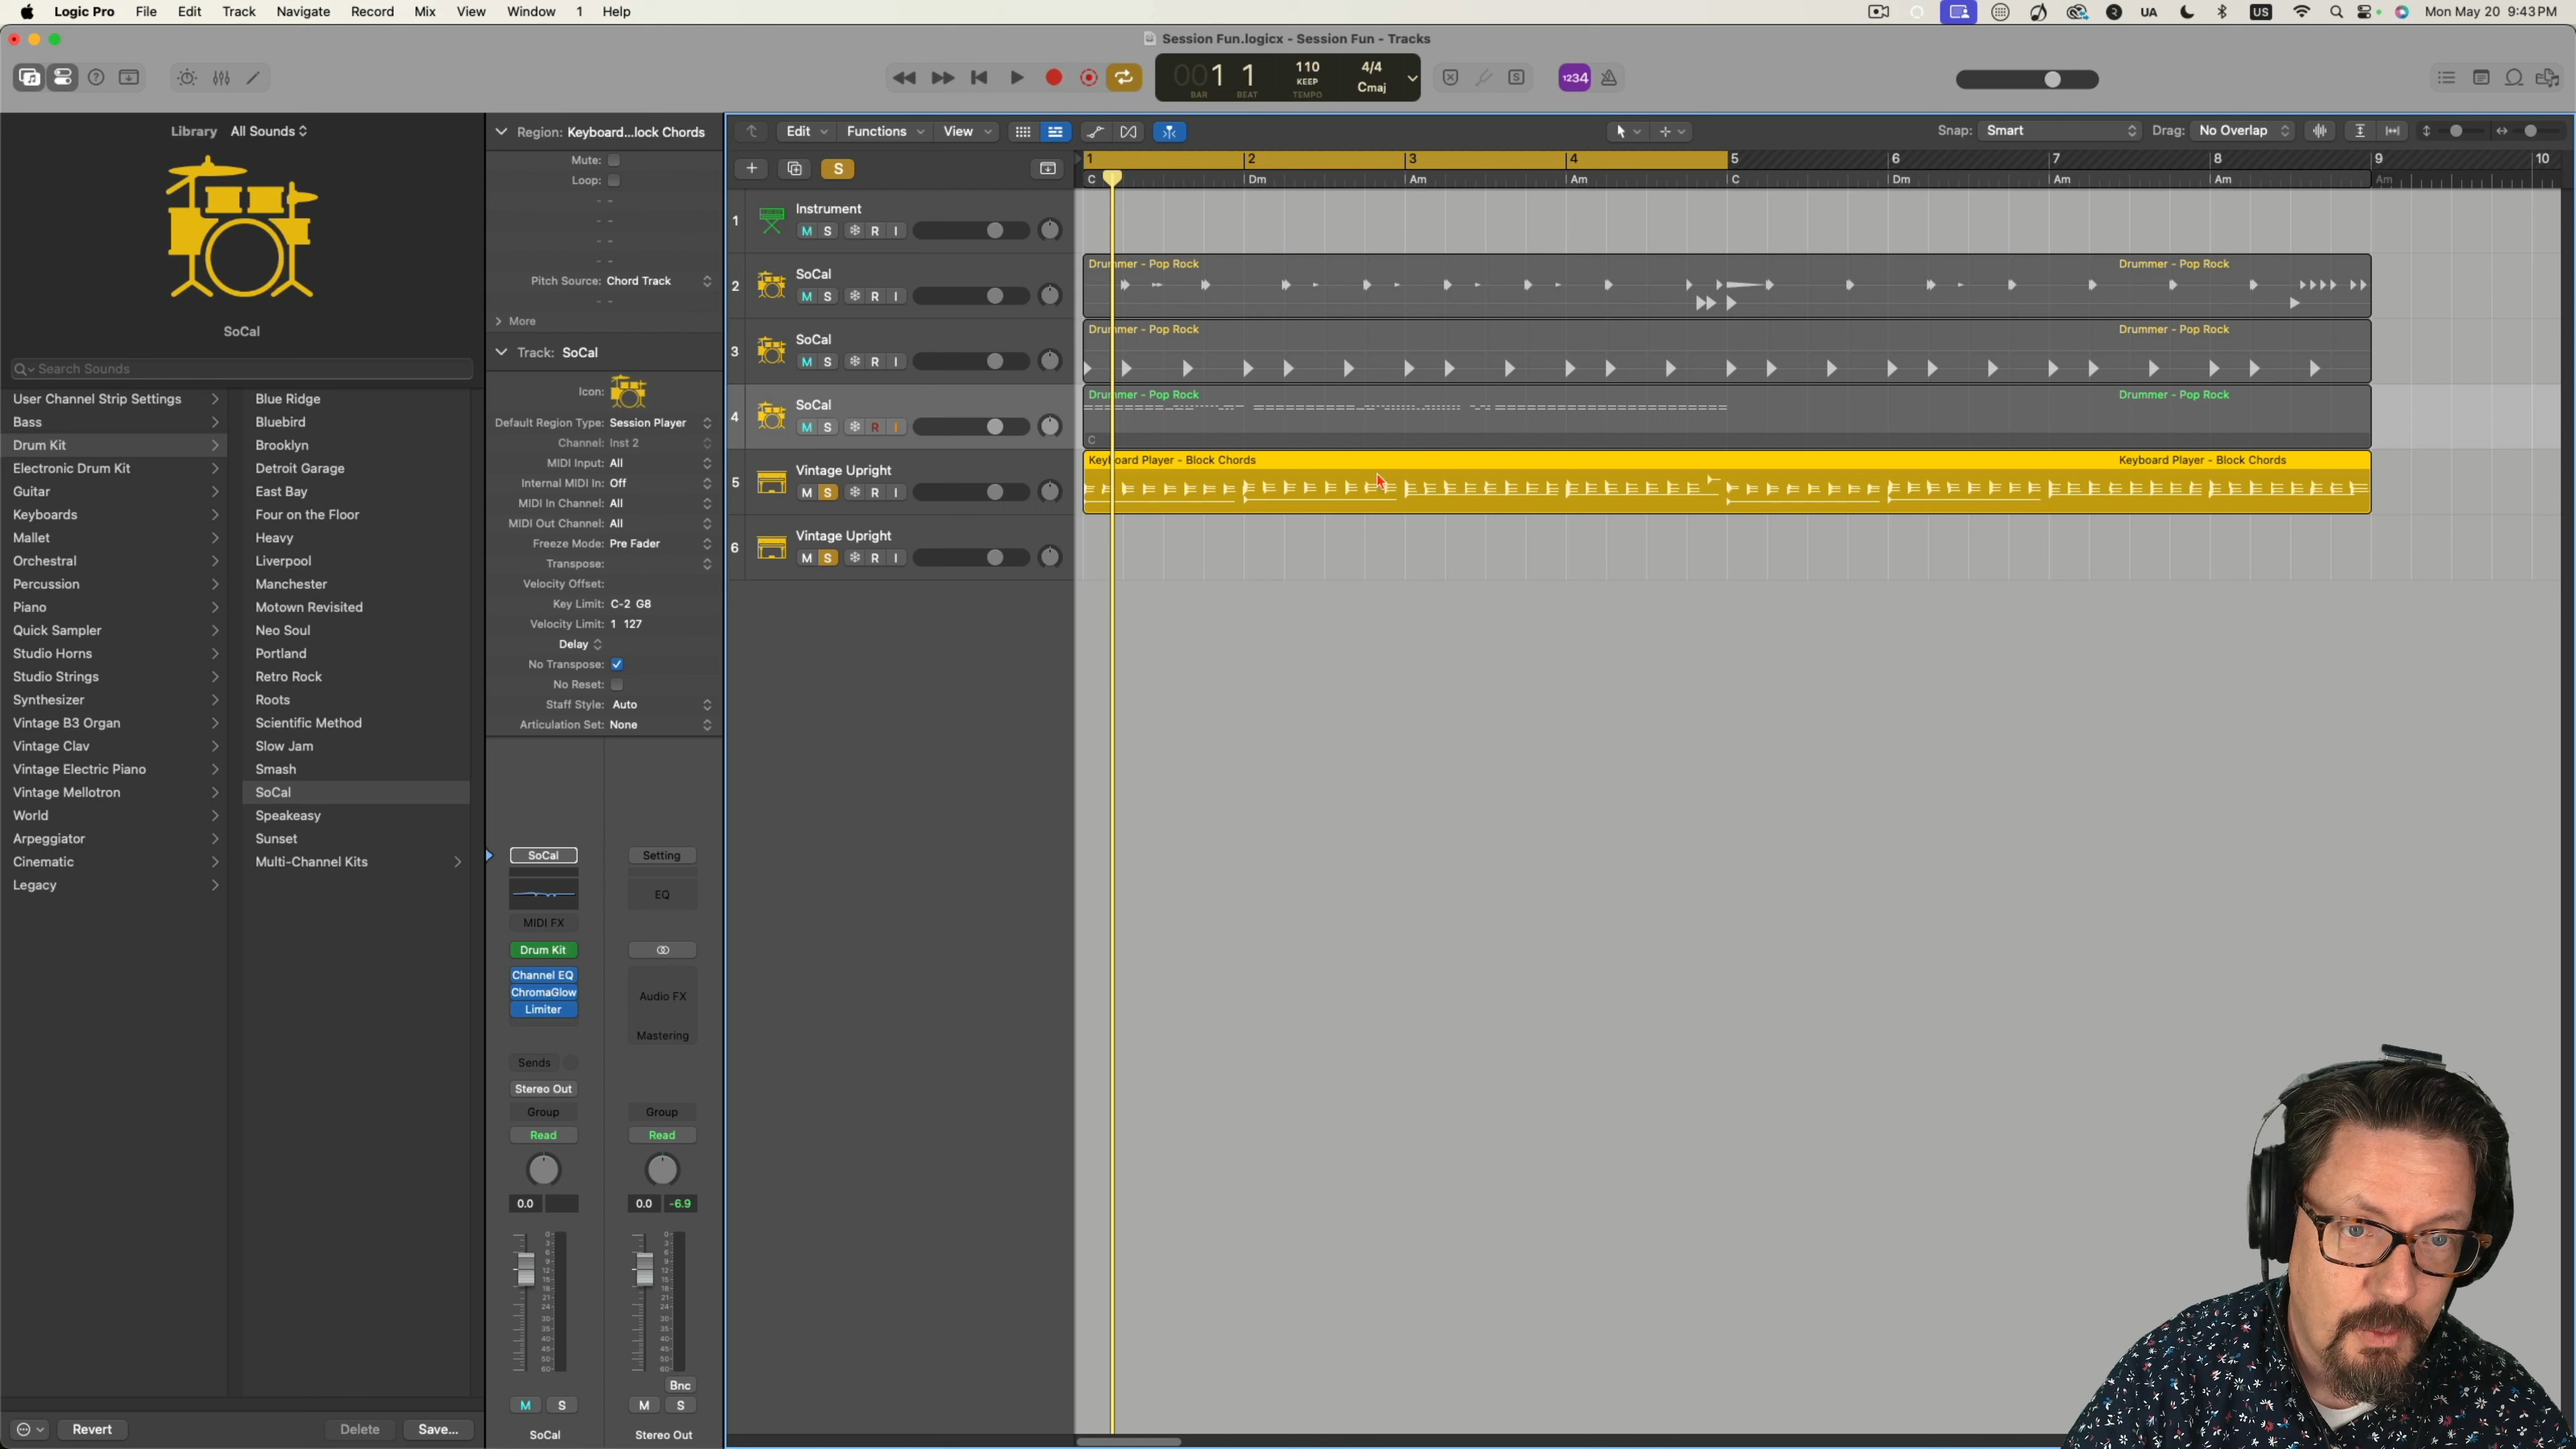 Logic Pro File Edit Track Navigate Record Mix View Window 1 Help
UA US Mon May 20 9:43 PM
Session Fun.logicx - Session Fun - Tracks
001 1 110 4/4
KEEP Cmaj
BAR BEAT TEMPO
S 1234
Library All Sounds
SoCal
Search Sounds
User Channel Strip Settings
Bass
Drum Kit
Electronic Drum Kit
Guitar
Keyboards
Mallet
Orchestral
Percussion
Piano
Quick Sampler
Studio Horns
Studio Strings
Synthesizer
Vintage B3 Organ
Vintage Clav
Vintage Electric Piano
Vintage Mellotron
World
Arpeggiator
Cinematic
Legacy
Blue Ridge
Bluebird
Brooklyn
Detroit Garage
East Bay
Four on the Floor
Heavy
Liverpool
Manchester
Motown Revisited
Neo Soul
Portland
Retro Rock
Roots
Scientific Method
Slow Jam
Smash
SoCal
Speakeasy
Sunset
Multi-Channel Kits
Revert Delete Save...
Region: Keyboard...lock Chords
Mute:
Loop:
Pitch Source: Chord Track
More
Track: SoCal
Icon:
Default Region Type: Session Player
Channel: Inst 2
MIDI Input: All
Internal MIDI In: Off
MIDI In Channel: All
MIDI Out Channel: All
Freeze Mode: Pre Fader
Transpose:
Velocity Offset:
Key Limit: C-2 G8
Velocity Limit: 1 127
Delay
No Transpose:
No Reset:
Staff Style: Auto
Articulation Set: None
SoCal Setting
EQ
MIDI FX
Drum Kit
Channel EQ
ChromaGlow Audio FX
Limiter
Mastering
Sends
Stereo Out
Group Group
Read Read
0.0 0.0 -6.9
Bnc
M S M S
SoCal Stereo Out
Edit Functions View Snap: Smart Drag: No Overlap
S
1 2 3 4 5 6 7 8 9 10
C Dm Am Am C Dm Am Am Am
1 Instrument
M S R I
2 SoCal
M S R I
Drummer - Pop Rock Drummer - Pop Rock
3 SoCal
M S R I
Drummer - Pop Rock Drummer - Pop Rock
4 SoCal
M S R I
Drummer - Pop Rock Drummer - Pop Rock
C
5 Vintage Upright
M S R I
Keyboard Player - Block Chords Keyboard Player - Block Chords
6 Vintage Upright
M S R I